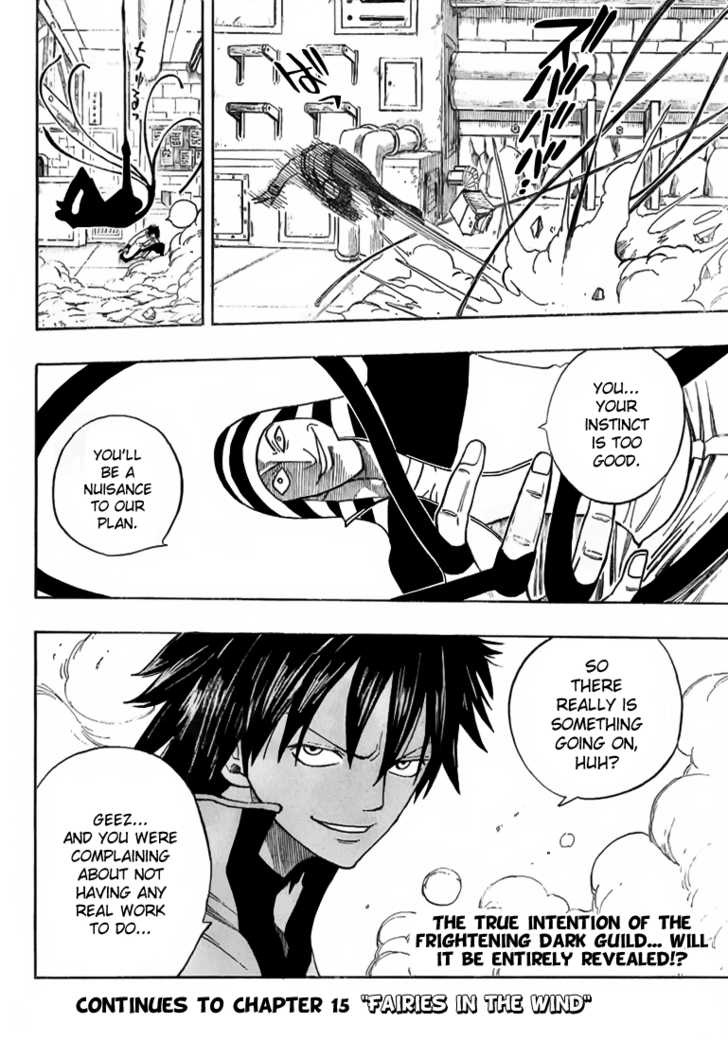 YOU...
YOUR
INSTINCT
IS TOO
GOOD.
YOU'LL
BE A
NUISANCE
TO OUR
PLAN.
SO
THERE
REALLY IS
SOMETHING
GOING ON,
HUH?
GEEZ...
AND YOU WERE
COMPLAINING
ABOUT NOT
HAVING ANY
REAL WORK
TO DO...
THE TRUE INTENTION OF THE
FRIGHTENING DARK GUILD... WILL
IT BE ENTIRELY REVEALED!?
CONTINUES TO CHAPTER 15 "FAIRIES IN THE WIND"